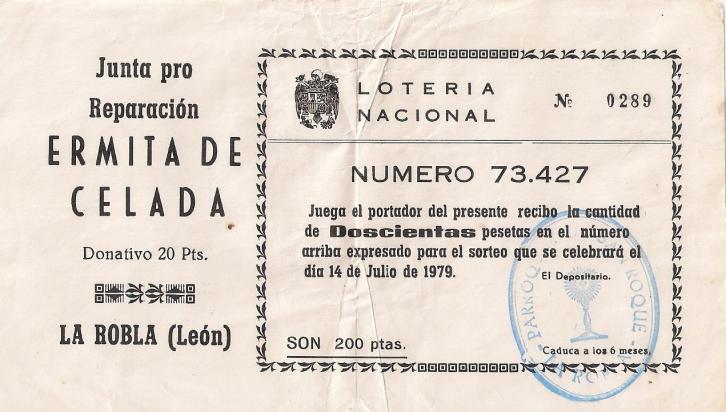 Junta pro
Reparación
ERMITA DE
CELADA
Donativo 20 Pts.
LA ROBLA (León)
LOTERIA
NACIONAL
№ 0289
NUMERO 73.427
Juega el portador del presente recibo la cantidad
de Doscientas pesetas en el número
arriba expresado para el sorteo que se celebrará el
día 14 de Julio de 1979.
El Depositario.
SON 200 ptas.
Caduca a los 6 meses.
PARROQUIA ROQUE
LA ROBLA